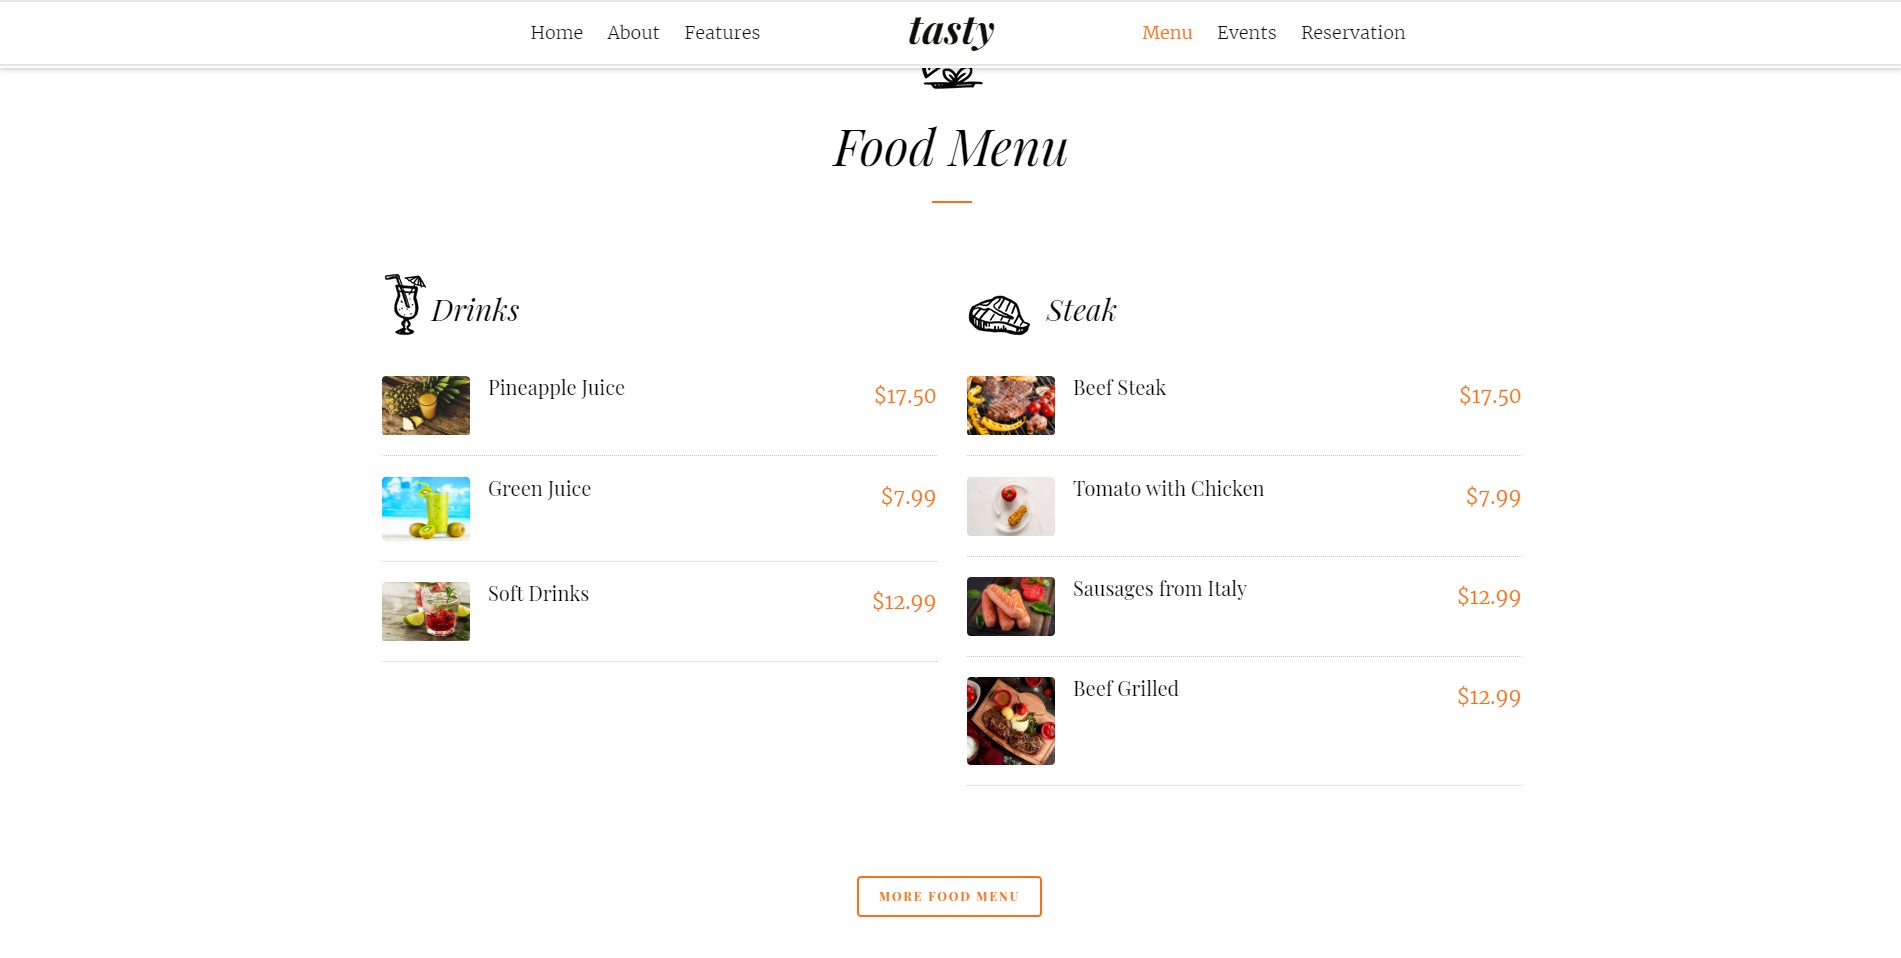 Home About Features tasty Menu Events Reservation
Food Menu
Drinks
Pineapple Juice $17.50
Green Juice $7.99
Soft Drinks $12.99
Steak
Beef Steak $17.50
Tomato with Chicken $7.99
Sausages from Italy $12.99
Beef Grilled $12.99
MORE FOOD MENU